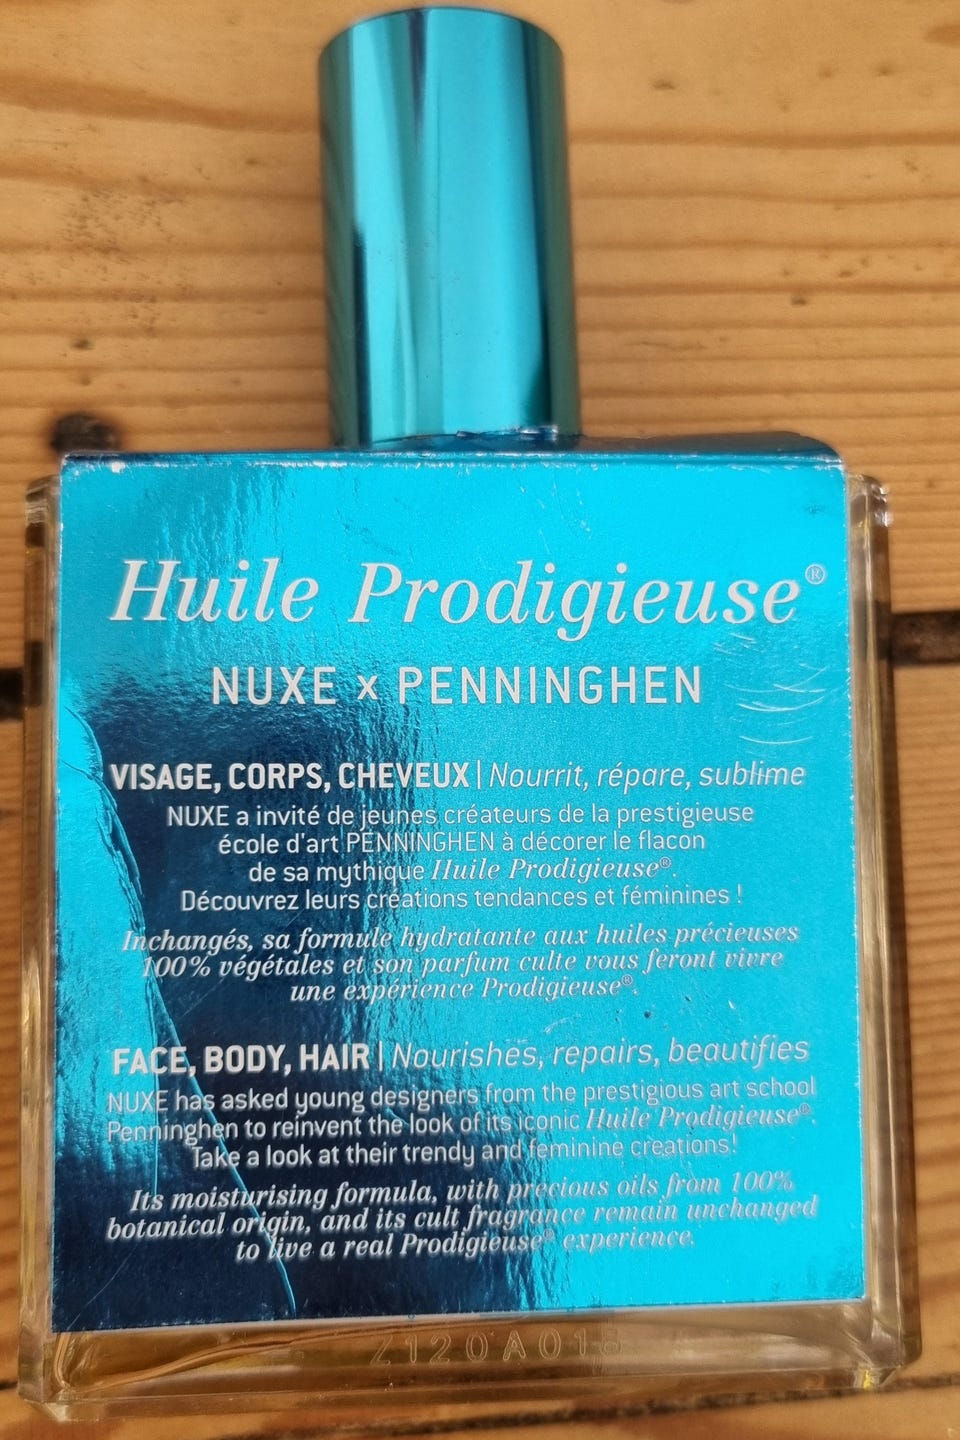 Huile Prodigieuse®
NUXE x PENNINGHEN
VISAGE, CORPS, CHEVEUX | Nourrit, répare, sublime
NUXE a invité de jeunes créateurs de la prestigieuse
école d'art PENNINGHEN à décorer le flacon
de sa mythique Huile Prodigieuse®.
Découvrez leurs créations tendances et féminines !
Inchangés, sa formule hydratante aux huiles précieuses
100% végétales et son parfum culte vous feront vivre
une expérience Prodigieuse®.
FACE, BODY, HAIR | Nourishes, repairs, beautifies
NUXE has asked young designers from the prestigious art school
Penninghen to reinvent the look of its iconic Huile Prodigieuse®.
Take a look at their trendy and feminine creations!
Its moisturising formula, with precious oils from 100%
botanical origin, and its cult fragrance remain unchanged
to live a real Prodigieuse® experience.